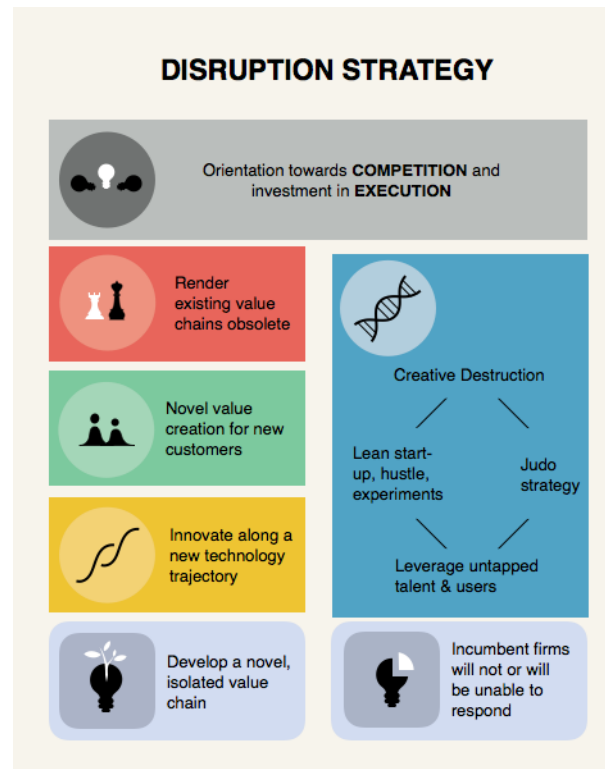 DISRUPTION STRATEGY
Orientation towards COMPETITION and
investment in EXECUTION
Render
existing value
chains obsolete
Novel value
creation for new
customers
Innovate along a
new technology
trajectory
Develop a novel,
isolated value
chain
Creative Destruction
Lean start-
up, hustle,
experiments
Judo
strategy
Leverage untapped
talent & users
Incumbent firms
will not or will
be unable to
respond